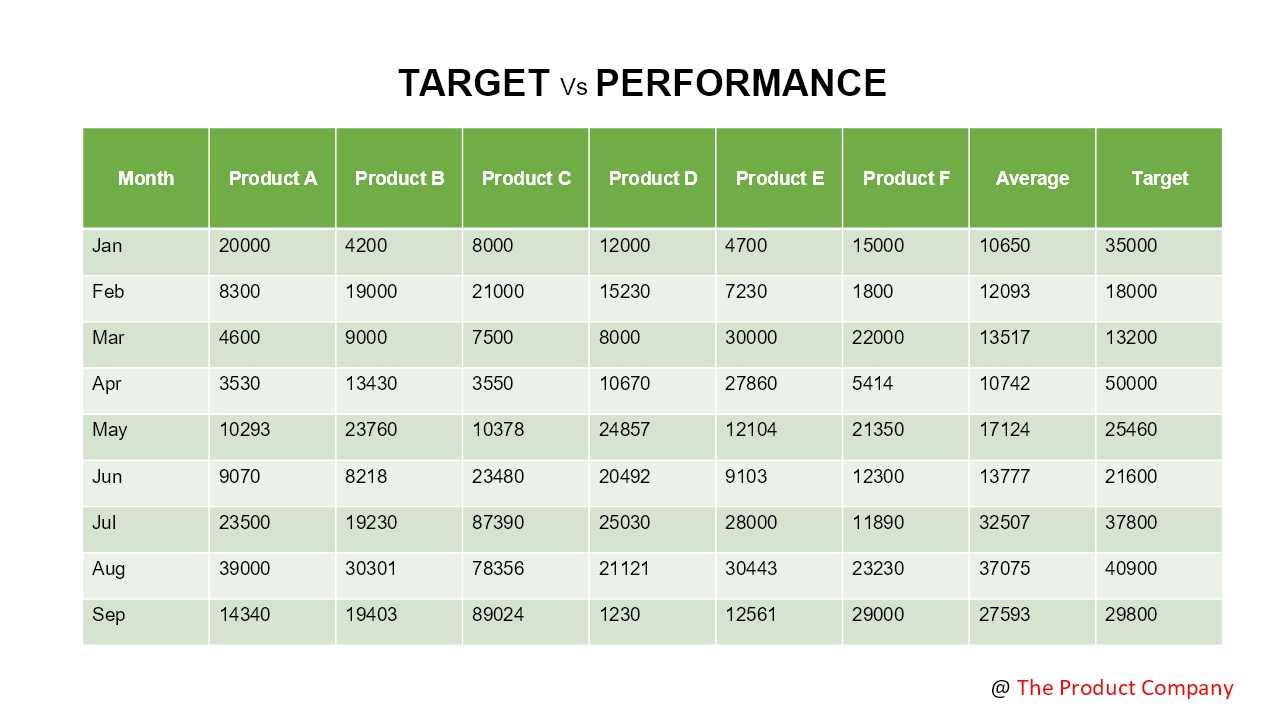 TARGET Vs PERFORMANCE
Month Product A Product B Product C Product D Product E Product F Average Target
Jan 20000 4200 8000 12000 4700 15000 10650 35000
Feb 8300 19000 21000 15230 7230 1800 12093 18000
Mar 4600 9000 7500 8000 30000 22000 13517 13200
Apr 3530 13430 3550 10670 27860 5414 10742 50000
May 10293 23760 10378 24857 12104 21350 17124 25460
Jun 9070 8218 23480 20492 9103 12300 13777 21600
Jul 23500 19230 87390 25030 28000 11890 32507 37800
Aug 39000 30301 78356 21121 30443 23230 37075 40900
Sep 14340 19403 89024 1230 12561 29000 27593 29800
@ The Product Company